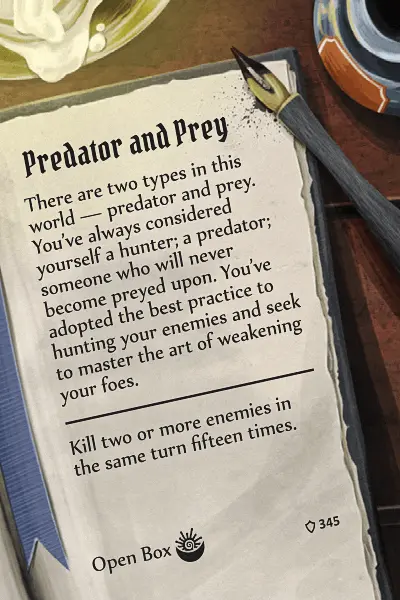 Predator and Prey
There are two types in this
world — predator and prey.
You've always considered
yourself a hunter; a predator;
someone who will never
become preyed upon. You've
adopted the best practice to
hunting your enemies and seek
to master the art of weakening
your foes.
Kill two or more enemies in
the same turn fifteen times.
Open Box
345